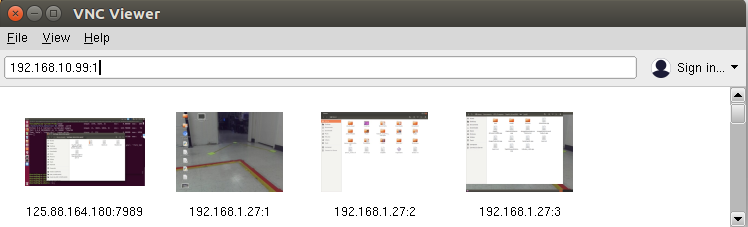 VNC Viewer
File View Help
192.168.10.99:1 Sign in...
125.88.164.180:7989 192.168.1.27:1 192.168.1.27:2 192.168.1.27:3